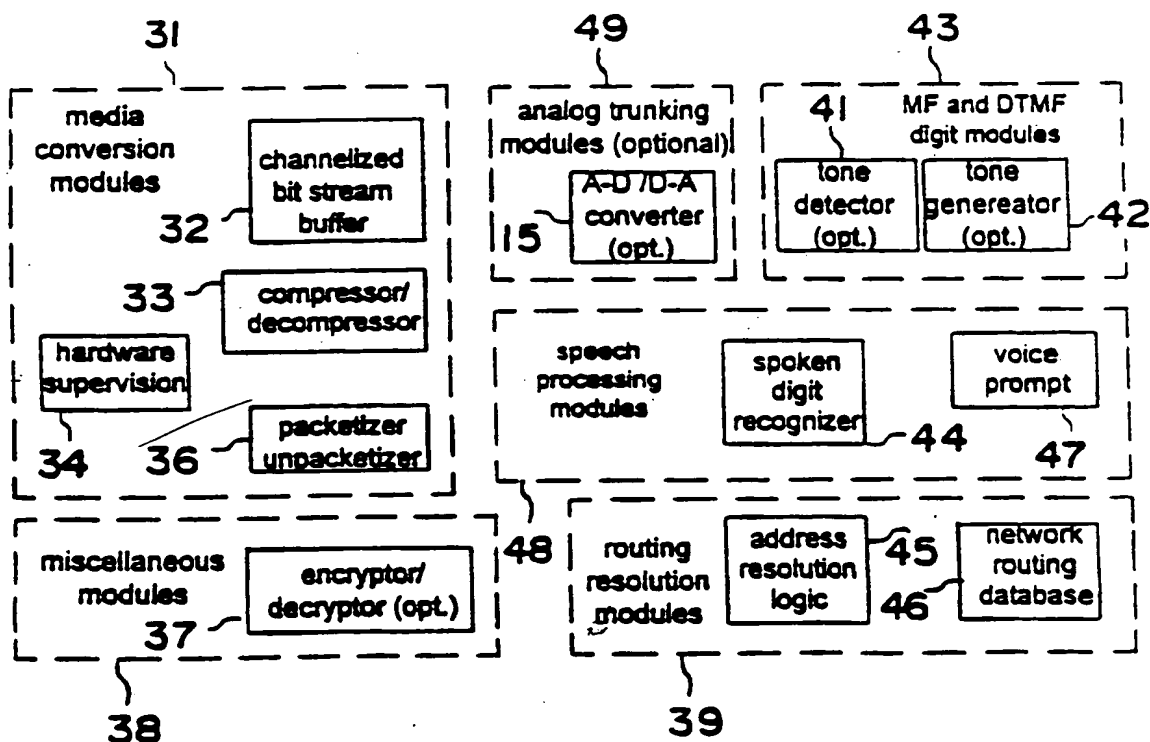 31
media
conversion
modules
channelized
bit stream
buffer
32
33
compressor/
decompressor
hardware
supervision
34
36
packetizer
unpacketizer
49
analog trunking
modules (optional)
A-D /D-A
converter
(opt.)
15
43
MF and DTMF
digit modules
41
tone
detector
(opt.)
tone
genereator
(opt.)
42
speech
processing
modules
spoken
digit
recognizer
44
voice
prompt
47
48
miscellaneous
modules
encryptor/
decryptor (opt.)
37
38
routing
resolution
modules
address
resolution
logic
45
46
network
routing
database
39